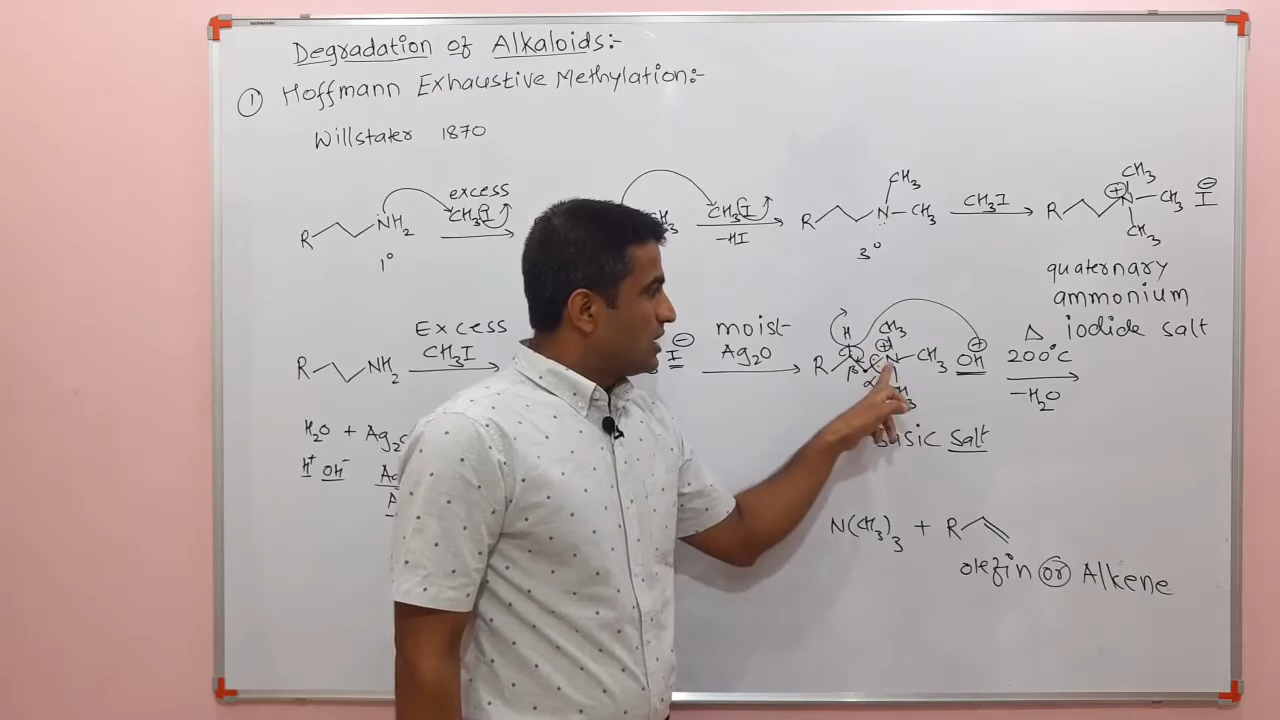 Degradation of Alkaloids:-
① Hoffmann Exhaustive Methylation:-
Willstater 1870
R NH2 excess CH3I CH3 CH3I -HI R N CH3 CH3 CH3I R N⊕ CH3 CH3 CH3 I⊖
1° 3°
quaternary
ammonium
iodide salt
R NH2 Excess CH3I I⊖ moist Ag2O R H β α N⊕ CH3 CH3 OH⊕ Δ 200°C -H2O
H2O + Ag2O
H+ OH-
basic salt
N(CH3)3 + R
olefin or Alkene